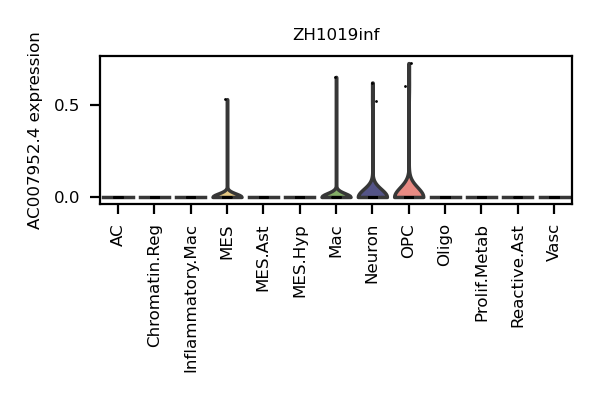 ZH1019inf
AC007952.4 expression
0.5
0.0
AC
Chromatin.Reg
Inflammatory.Mac
MES
MES.Ast
MES.Hyp
Mac
Neuron
OPC
Oligo
Prolif.Metab
Reactive.Ast
Vasc